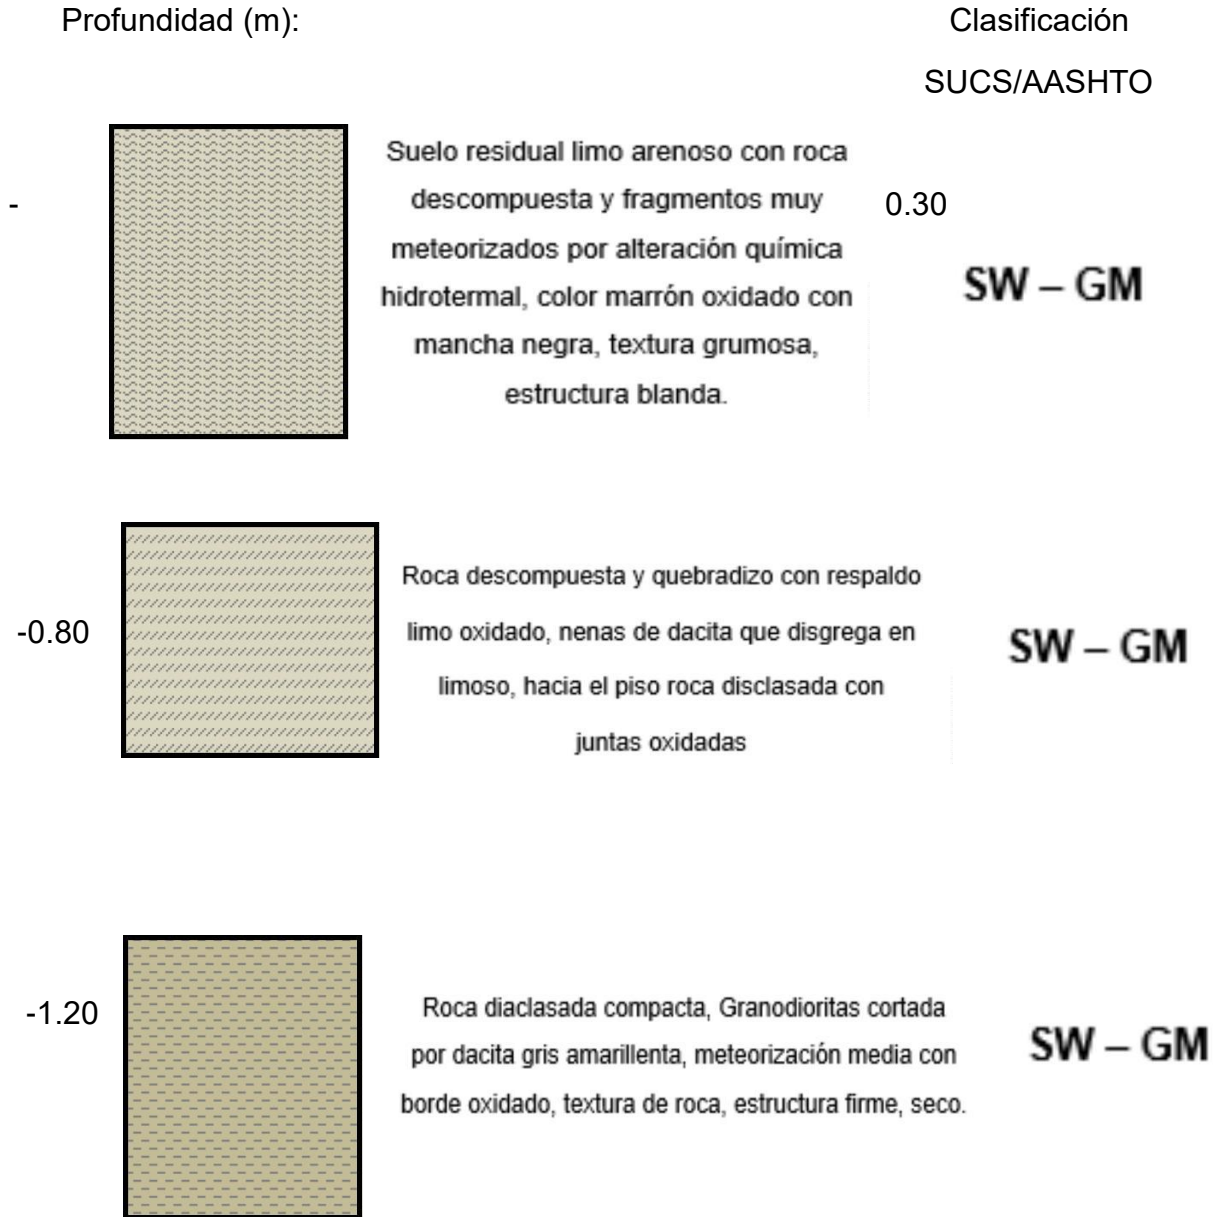 Profundidad (m):
Clasificación
SUCS/AASHTO
-
Suelo residual limo arenoso con roca
descompuesta y fragmentos muy
meteorizados por alteración química
hidrotermal, color marrón oxidado con
mancha negra, textura grumosa,
estructura blanda.
0.30
SW – GM
-0.80
Roca descompuesta y quebradizo con respaldo
limo oxidado, nenas de dacita que disgrega en
limoso, hacia el piso roca disclasada con
juntas oxidadas
SW – GM
-1.20
Roca diaclasada compacta, Granodioritas cortada
por dacita gris amarillenta, meteorización media con
borde oxidado, textura de roca, estructura firme, seco.
SW – GM